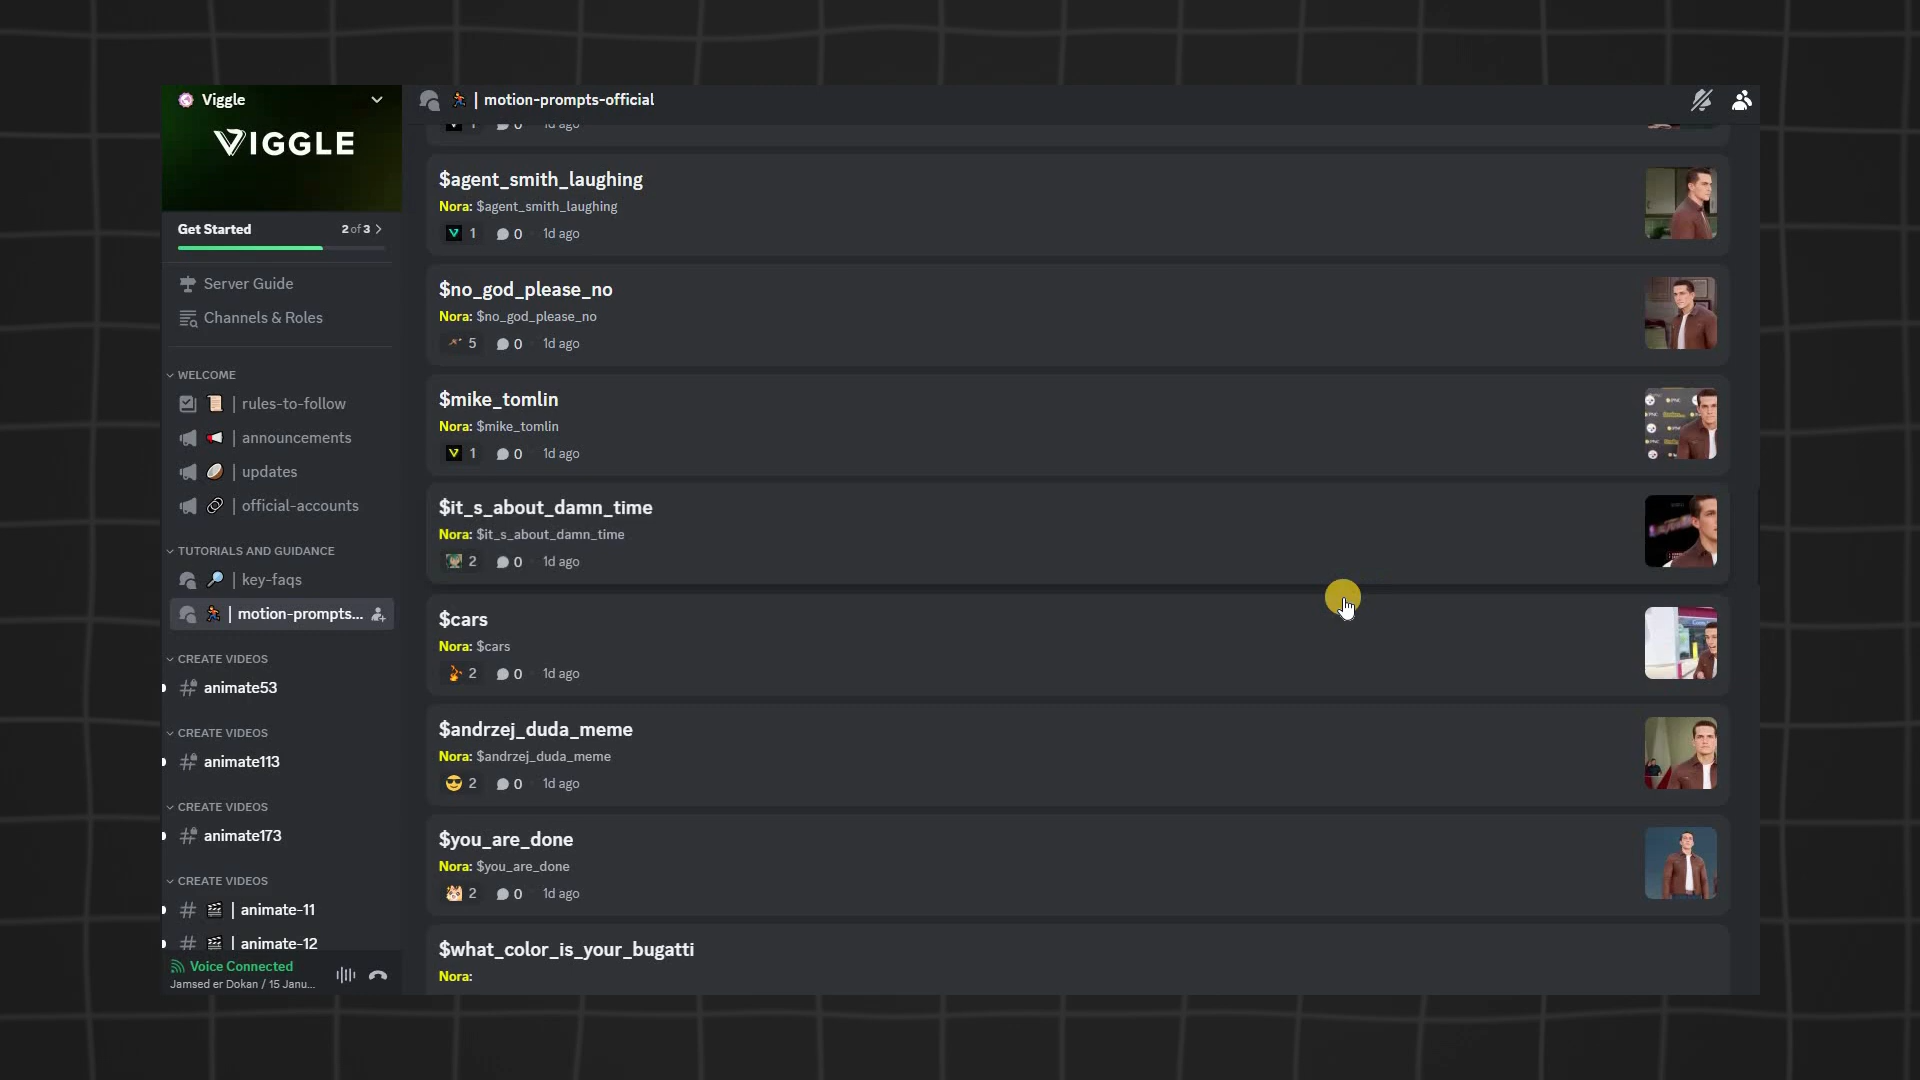 Viggle
VIGGLE
Get Started
2 of 3
Server Guide
Channels & Roles
WELCOME
| rules-to-follow
| announcements
| updates
| official-accounts
TUTORIALS AND GUIDANCE
| key-faqs
| motion-prompts...
CREATE VIDEOS
animate53
CREATE VIDEOS
animate113
CREATE VIDEOS
animate173
CREATE VIDEOS
| animate-11
| animate-12
Voice Connected
Jamsed er Dokan / 15 Janu...
| motion-prompts-official
1 0 1d ago
$agent_smith_laughing
Nora: $agent_smith_laughing
1 0 1d ago
$no_god_please_no
Nora: $no_god_please_no
5 0 1d ago
$mike_tomlin
Nora: $mike_tomlin
1 0 1d ago
$it_s_about_damn_time
Nora: $it_s_about_damn_time
2 0 1d ago
$cars
Nora: $cars
2 0 1d ago
$andrzej_duda_meme
Nora: $andrzej_duda_meme
2 0 1d ago
$you_are_done
Nora: $you_are_done
2 0 1d ago
$what_color_is_your_bugatti
Nora: